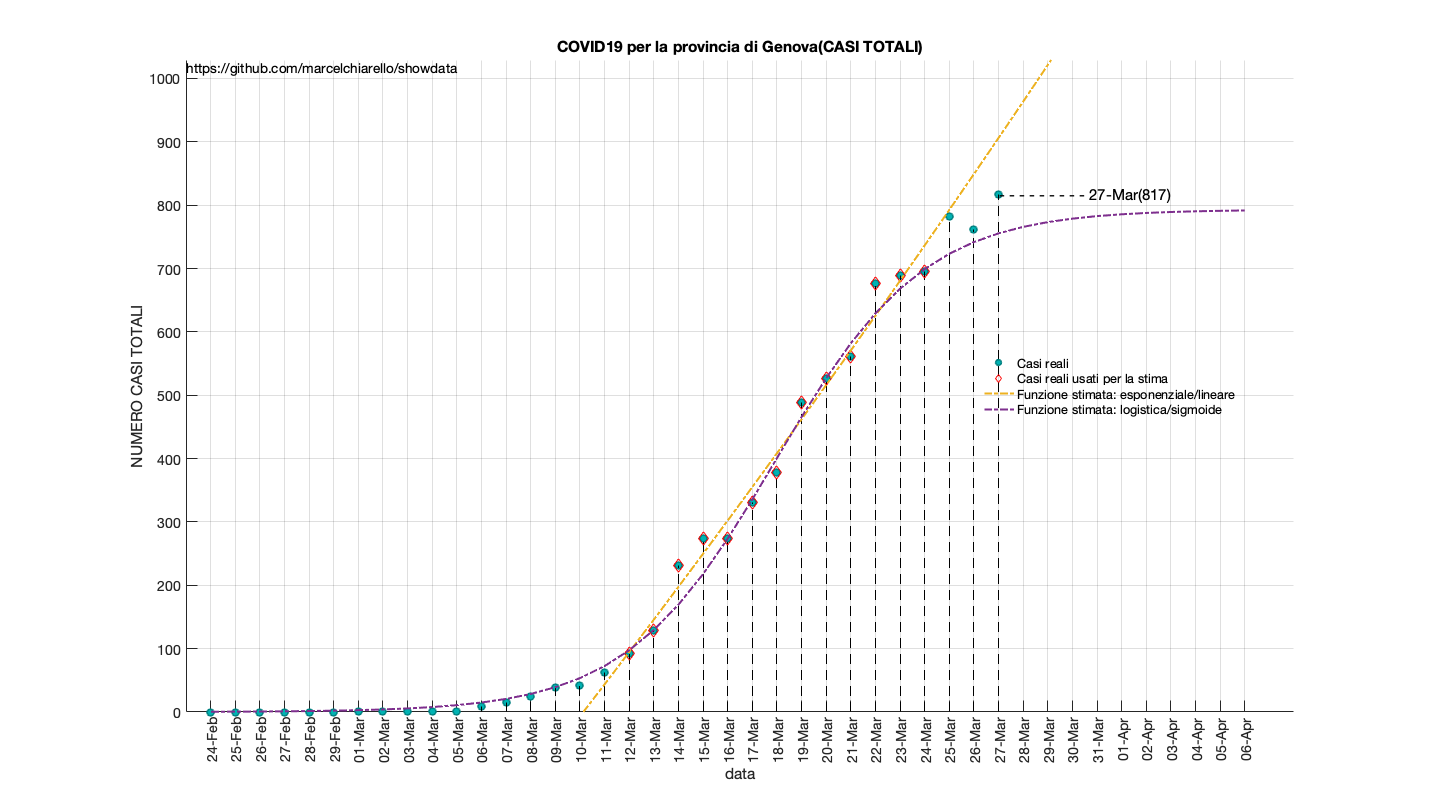 COVID19 per la provincia di Genova(CASI TOTALI)
https://github.com/marcelchiarello/showdata
1000
900
800
700
600
500
400
300
200
100
0
NUMERO CASI TOTALI
27-Mar(817)
Casi reali
Casi reali usati per la stima
Funzione stimata: esponenziale/lineare
Funzione stimata: logistica/sigmoide
24-Feb
25-Feb
26-Feb
27-Feb
28-Feb
29-Feb
01-Mar
02-Mar
03-Mar
04-Mar
05-Mar
06-Mar
07-Mar
08-Mar
09-Mar
10-Mar
11-Mar
12-Mar
13-Mar
14-Mar
15-Mar
16-Mar
17-Mar
18-Mar
19-Mar
20-Mar
21-Mar
22-Mar
23-Mar
24-Mar
25-Mar
26-Mar
27-Mar
28-Mar
29-Mar
30-Mar
31-Mar
01-Apr
02-Apr
03-Apr
04-Apr
05-Apr
06-Apr
data